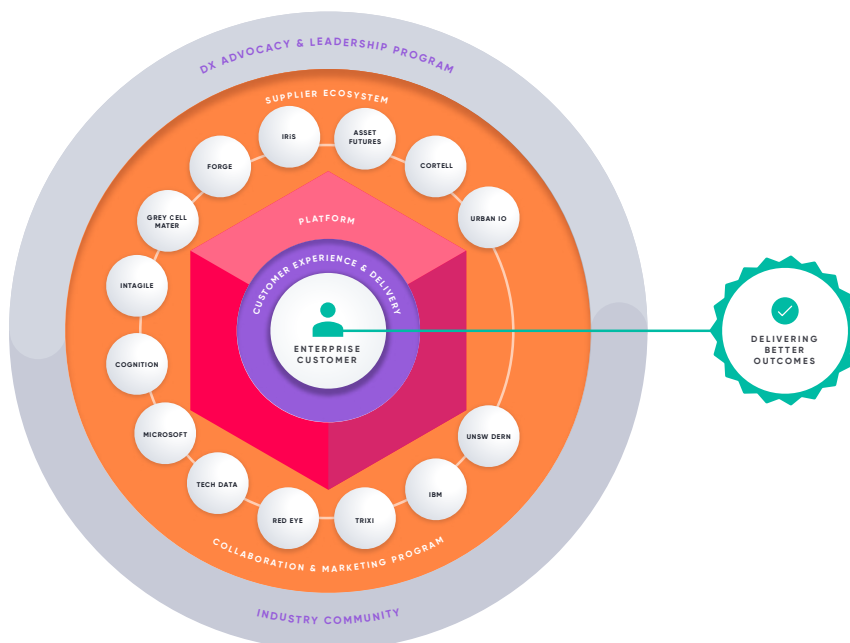 DX ADVOCACY & LEADERSHIP PROGRAM
SUPPLIER ECOSYSTEM
IRiS
ASSET
FUTURES
FORGE
CORTELL
GREY CELL
MATER
URBAN IO
PLATFORM
CUSTOMER EXPERIENCE & DELIVERY
INTAGILE
ENTERPRISE
CUSTOMER
DELIVERING
BETTER
OUTCOMES
COGNITION
MICROSOFT
UNSW DERN
TECH DATA
IBM
RED EYE
TRIXI
COLLABORATION & MARKETING PROGRAM
INDUSTRY COMMUNITY